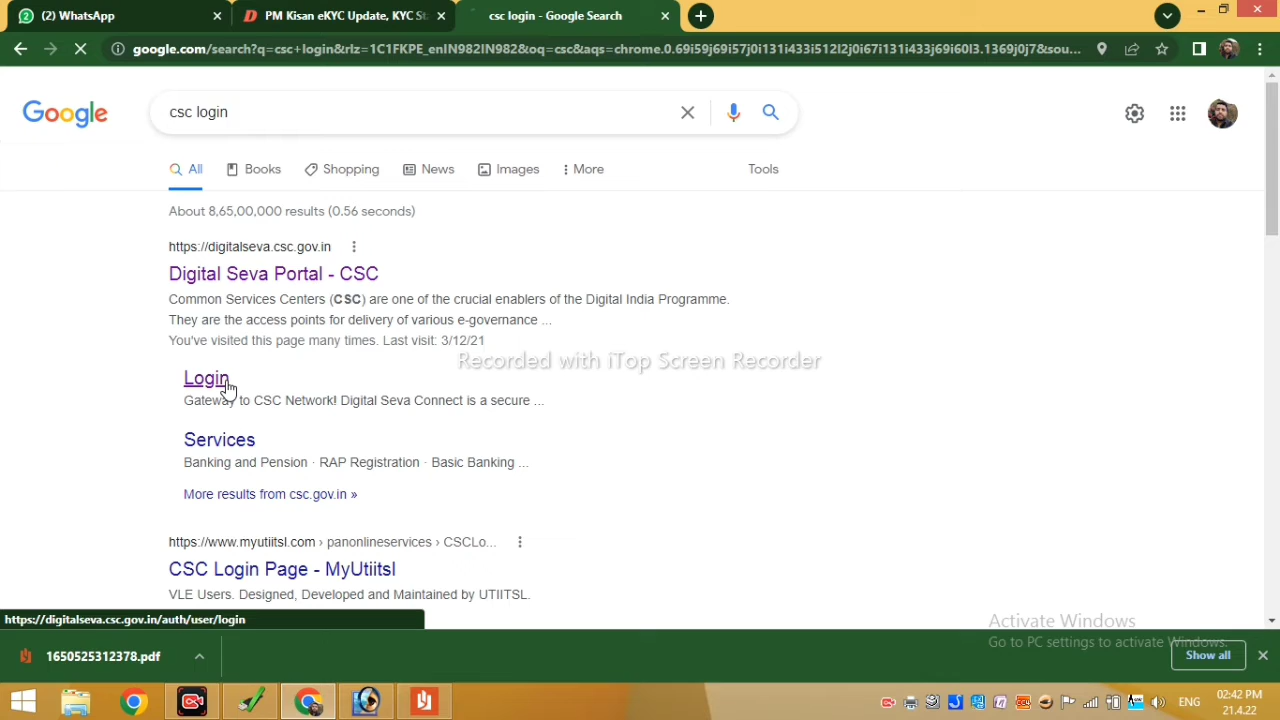 (2) WhatsApp
PM Kisan eKYC Update, KYC St
csc login - Google Search
google.com/search?q=csc+login&rlz=1C1FKPE_enIN982IN982&oq=csc&aqs=chrome.0.69i59j69i57j0i131i433i512l2j0i67i131i433j69i60l3.1369j0j7&sou...
Google
csc login
All
Books
Shopping
News
Images
More
Tools
About 8,65,00,000 results (0.56 seconds)
https://digitalseva.csc.gov.in
Digital Seva Portal - CSC
Common Services Centers (CSC) are one of the crucial enablers of the Digital India Programme.
They are the access points for delivery of various e-governance ...
You've visited this page many times. Last visit: 3/12/21
Recorded with iTop Screen Recorder
Login
Gateway to CSC Network! Digital Seva Connect is a secure ...
Services
Banking and Pension · RAP Registration · Basic Banking ...
More results from csc.gov.in »
https://www.myutiitsl.com › panonlineservices › CSCLo...
CSC Login Page - MyUtiitsl
VLE Users. Designed, Developed and Maintained by UTIITSL.
https://digitalseva.csc.gov.in/auth/user/login
Activate Windows
Go to PC settings to activate Windows.
1650525312378.pdf
Show all
ENG
02:42 PM
21.4.22